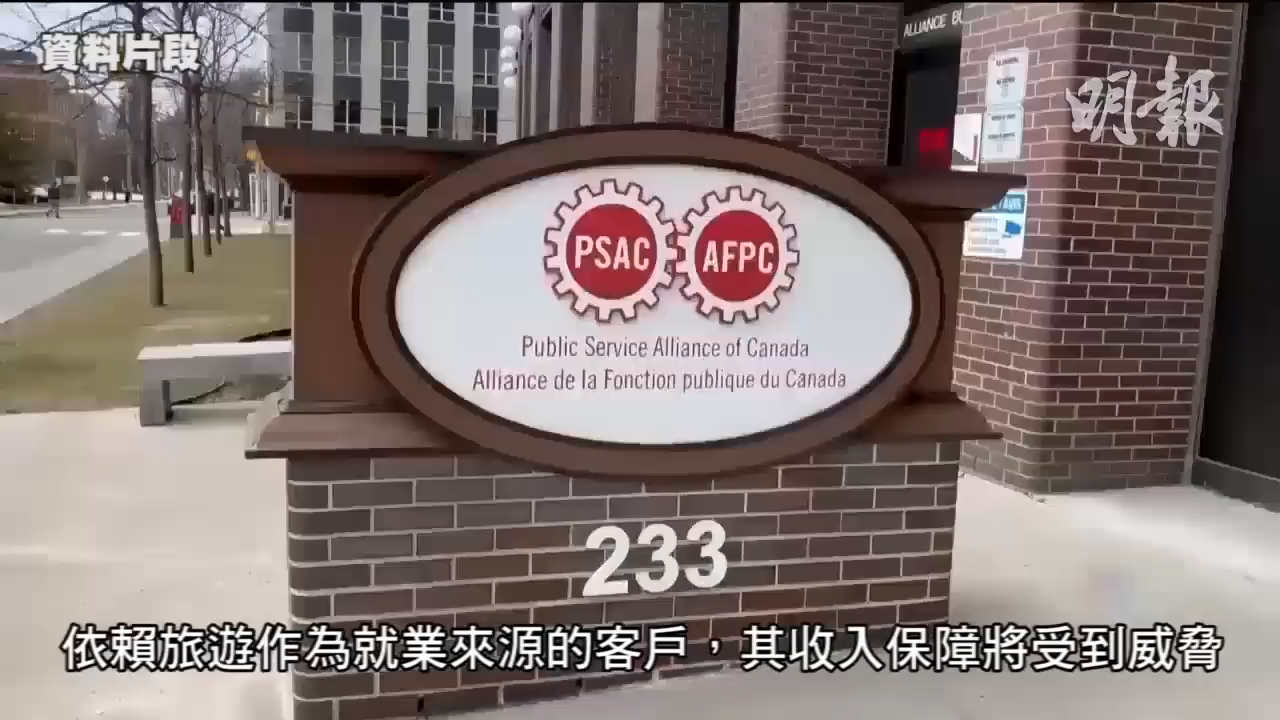 資料片段
ALLIANCE
明報
PSAC AFPC
Public Service Alliance of Canada
Alliance de la Fonction publique du Canada
233
依賴旅遊作為就業來源的客戶，其收入保障將受到威脅